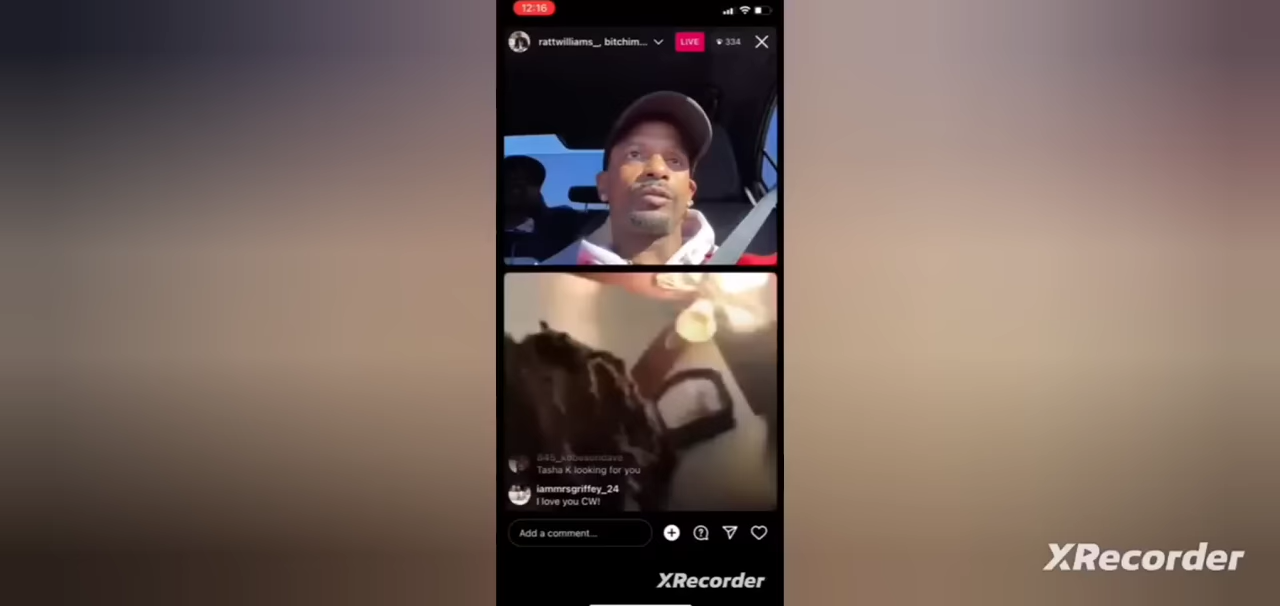 12:16
rattwilliams_, bitchim... LIVE 334
Tasha K looking for you
iammrsgriffey_24
I love you CW!
Add a comment...
XRecorder
XRecorder